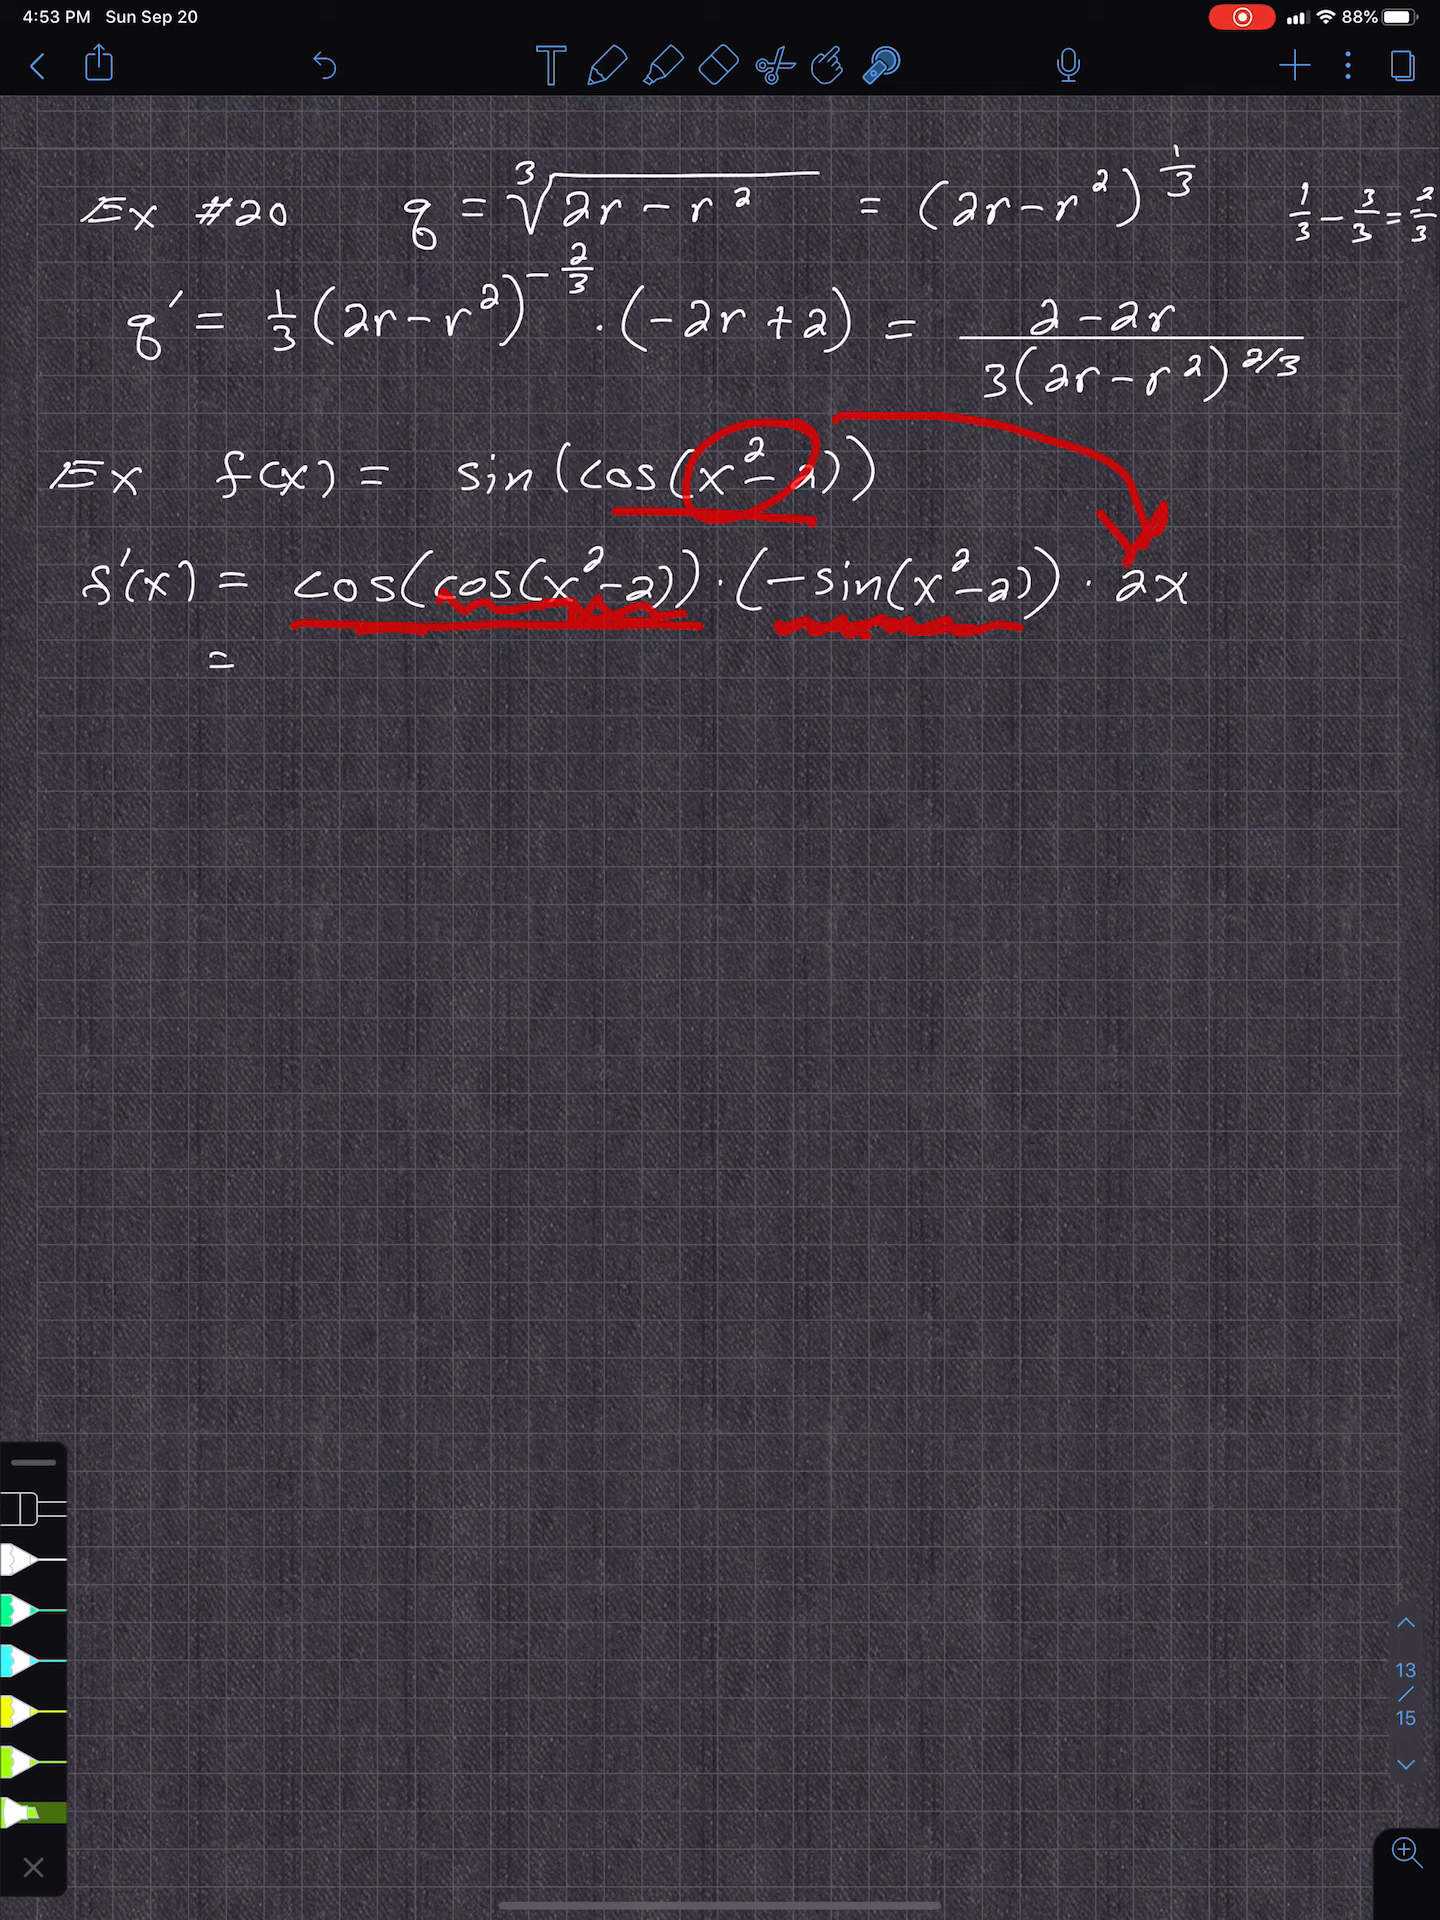 4:53 PM Sun Sep 20 88%
Ex #20 q = ∛(2r − r²) = (2r − r²)^(1/3) 1/3 − 3/3 = −2/3
q' = 1/3 (2r − r²)^(−2/3) · (−2r + 2) = (2 − 2r) / (3(2r − r²)^(2/3))
Ex f(x) = sin(cos(x² − 2))
f'(x) = cos(cos(x² − 2)) · (−sin(x² − 2)) · 2x
=
13
/
15